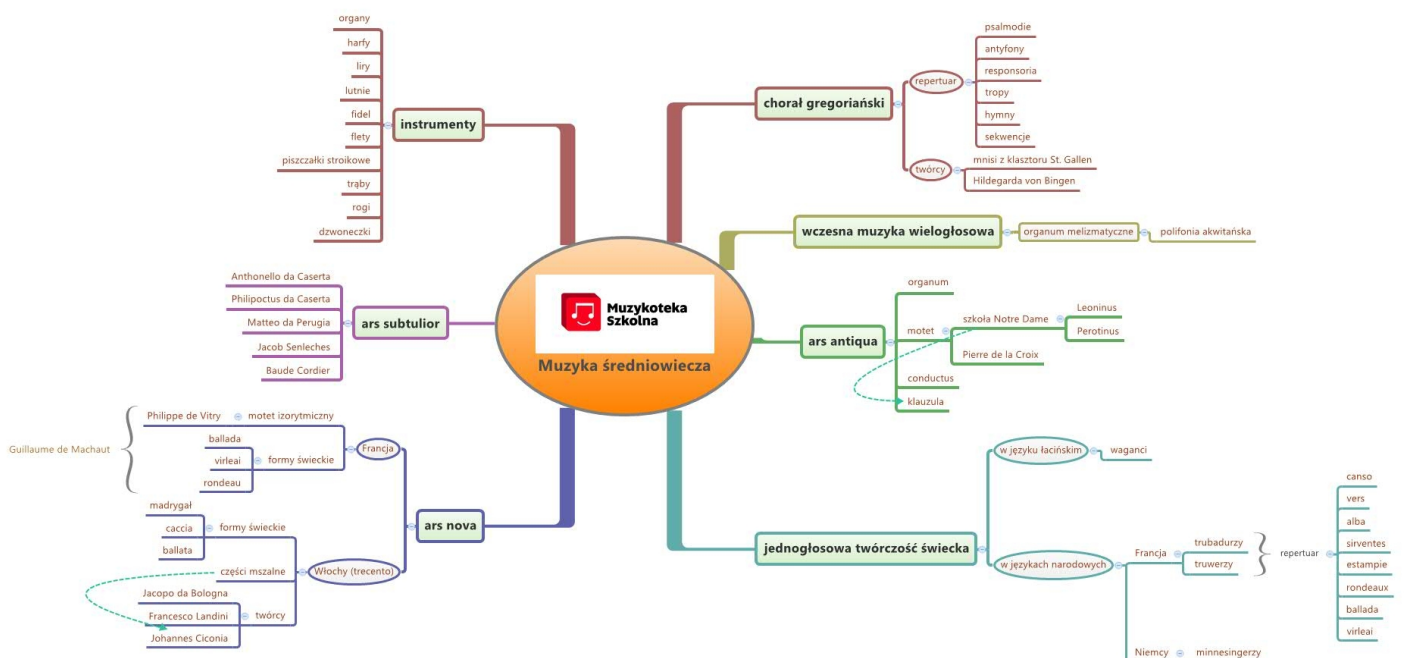 organy
harfy
liry
lutnie
fidel
flety
piszczałki stroikowe
trąby
rogi
dzwoneczki
instrumenty
chorał gregoriański
repertuar
psalmodie
antyfony
responsoria
tropy
hymny
sekwencje
twórcy
mnisi z klasztoru St. Gallen
Hildegarda von Bingen
wczesna muzyka wielogłosowa
organum melizmatyczne
polifonia akwitańska
Anthonello da Caserta
Philipoctus da Caserta
Matteo da Perugia
Jacob Senleches
Baude Cordier
ars subtulior
Muzykoteka
Szkolna
Muzyka średniowiecza
ars antiqua
organum
motet
szkoła Notre Dame
Leoninus
Perotinus
Pierre de la Croix
conductus
klauzula
Guillaume de Machaut
Philippe de Vitry
motet izorytmiczny
ballada
virleai
rondeau
formy świeckie
Francja
madrygał
caccia
ballata
formy świeckie
części mszalne
Jacopo da Bologna
Francesco Landini
Johannes Ciconia
twórcy
Włochy (trecento)
ars nova
jednogłosowa twórczość świecka
w języku łacińskim
waganci
w językach narodowych
Francja
trubadurzy
truwerzy
repertuar
canso
vers
alba
sirventes
estampie
rondeaux
ballada
virleai
Niemcy
minnesingerzy